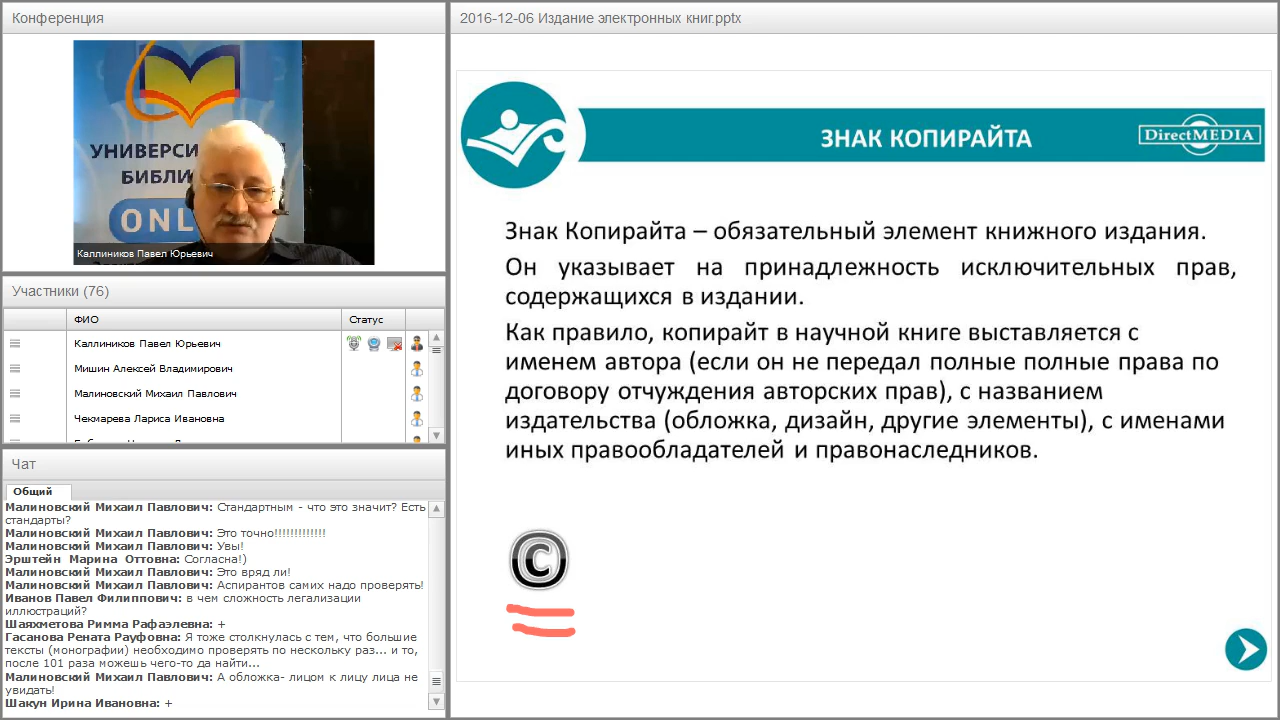 Конференция
УНИВЕРСИ
БИБЛИ
ONL
Каллиников Павел Юрьевич
Участники (76)
ФИО
Статус
Каллиников Павел Юрьевич
Мишин Алексей Владимирович
Малиновский Михаил Павлович
Чекмарева Лариса Ивановна
Чат
Общий
Малиновский Михаил Павлович: Стандартным - что это значит? Есть
стандарты?
Малиновский Михаил Павлович: Это точно!!!!!!!!!!!!!
Малиновский Михаил Павлович: Увы!
Эрштейн Марина Оттовна: Согласна!)
Малиновский Михаил Павлович: Это вряд ли!
Малиновский Михаил Павлович: Аспирантов самих надо проверять!
Иванов Павел Филиппович: в чем сложность легализации
иллюстраций?
Шаяхметова Римма Рафаэлевна: +
Гасанова Рената Рауфовна: Я тоже столкнулась с тем, что большие
тексты (монографии) необходимо проверять по нескольку раз... и то,
после 101 раза можешь чего-то да найти...
Малиновский Михаил Павлович: А обложка- лицом к лицу лица не
увидать!
Шакун Ирина Ивановна: +
2016-12-06 Издание электронных книг.pptx
ЗНАК КОПИРАЙТА
DirectMEDIA
Знак Копирайта – обязательный элемент книжного издания.
Он указывает на принадлежность исключительных прав,
содержащихся в издании.
Как правило, копирайт в научной книге выставляется с
именем автора (если он не передал полные полные права по
договору отчуждения авторских прав), с названием
издательства (обложка, дизайн, другие элементы), с именами
иных правообладателей и правонаследников.
©